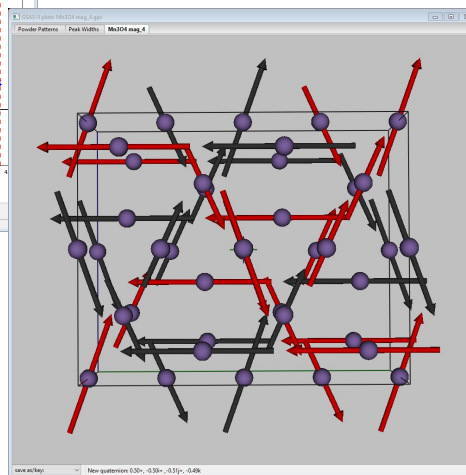 GSAS-II plots: Mn3O4 mag_4.gpx
Powder Patterns Peak Widths Mn3O4 mag_4
4
save as/key: New quaternion: 0.50+, -0.50i+ ,-0.51j+ ,-0.49k